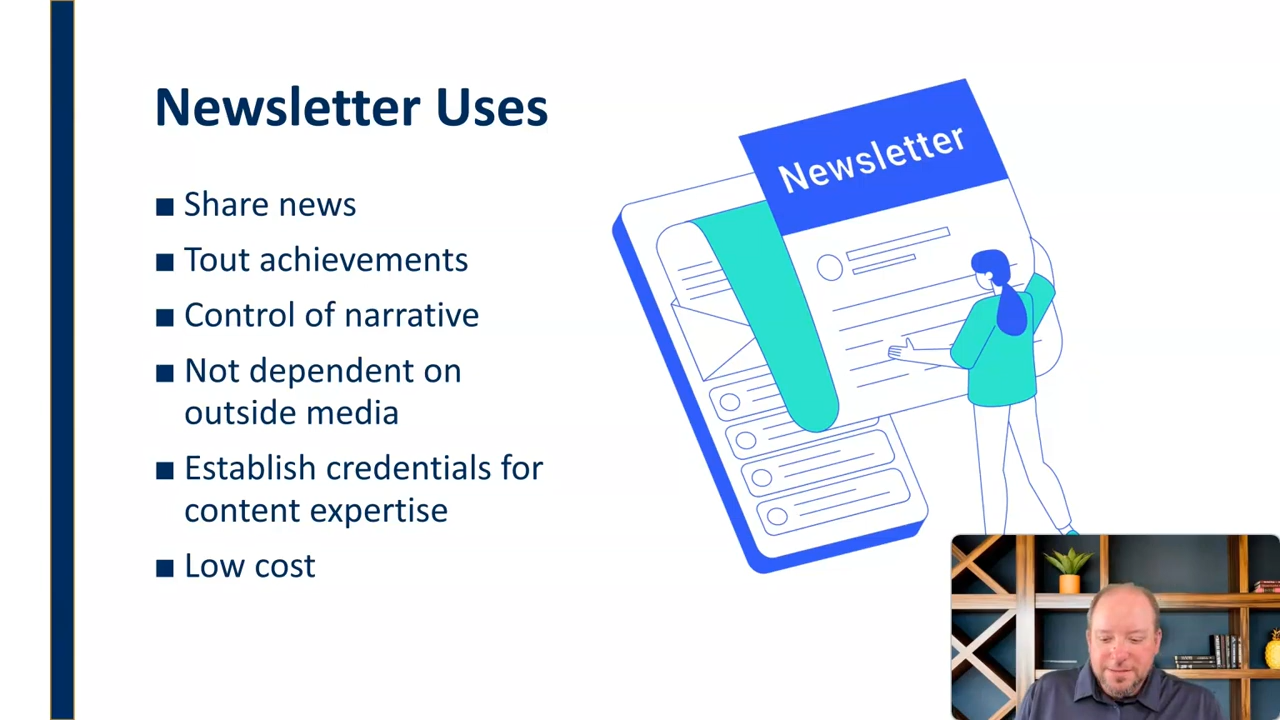 Newsletter Uses
■ Share news
■ Tout achievements
■ Control of narrative
■ Not dependent on
outside media
■ Establish credentials for
content expertise
■ Low cost
Newsletter